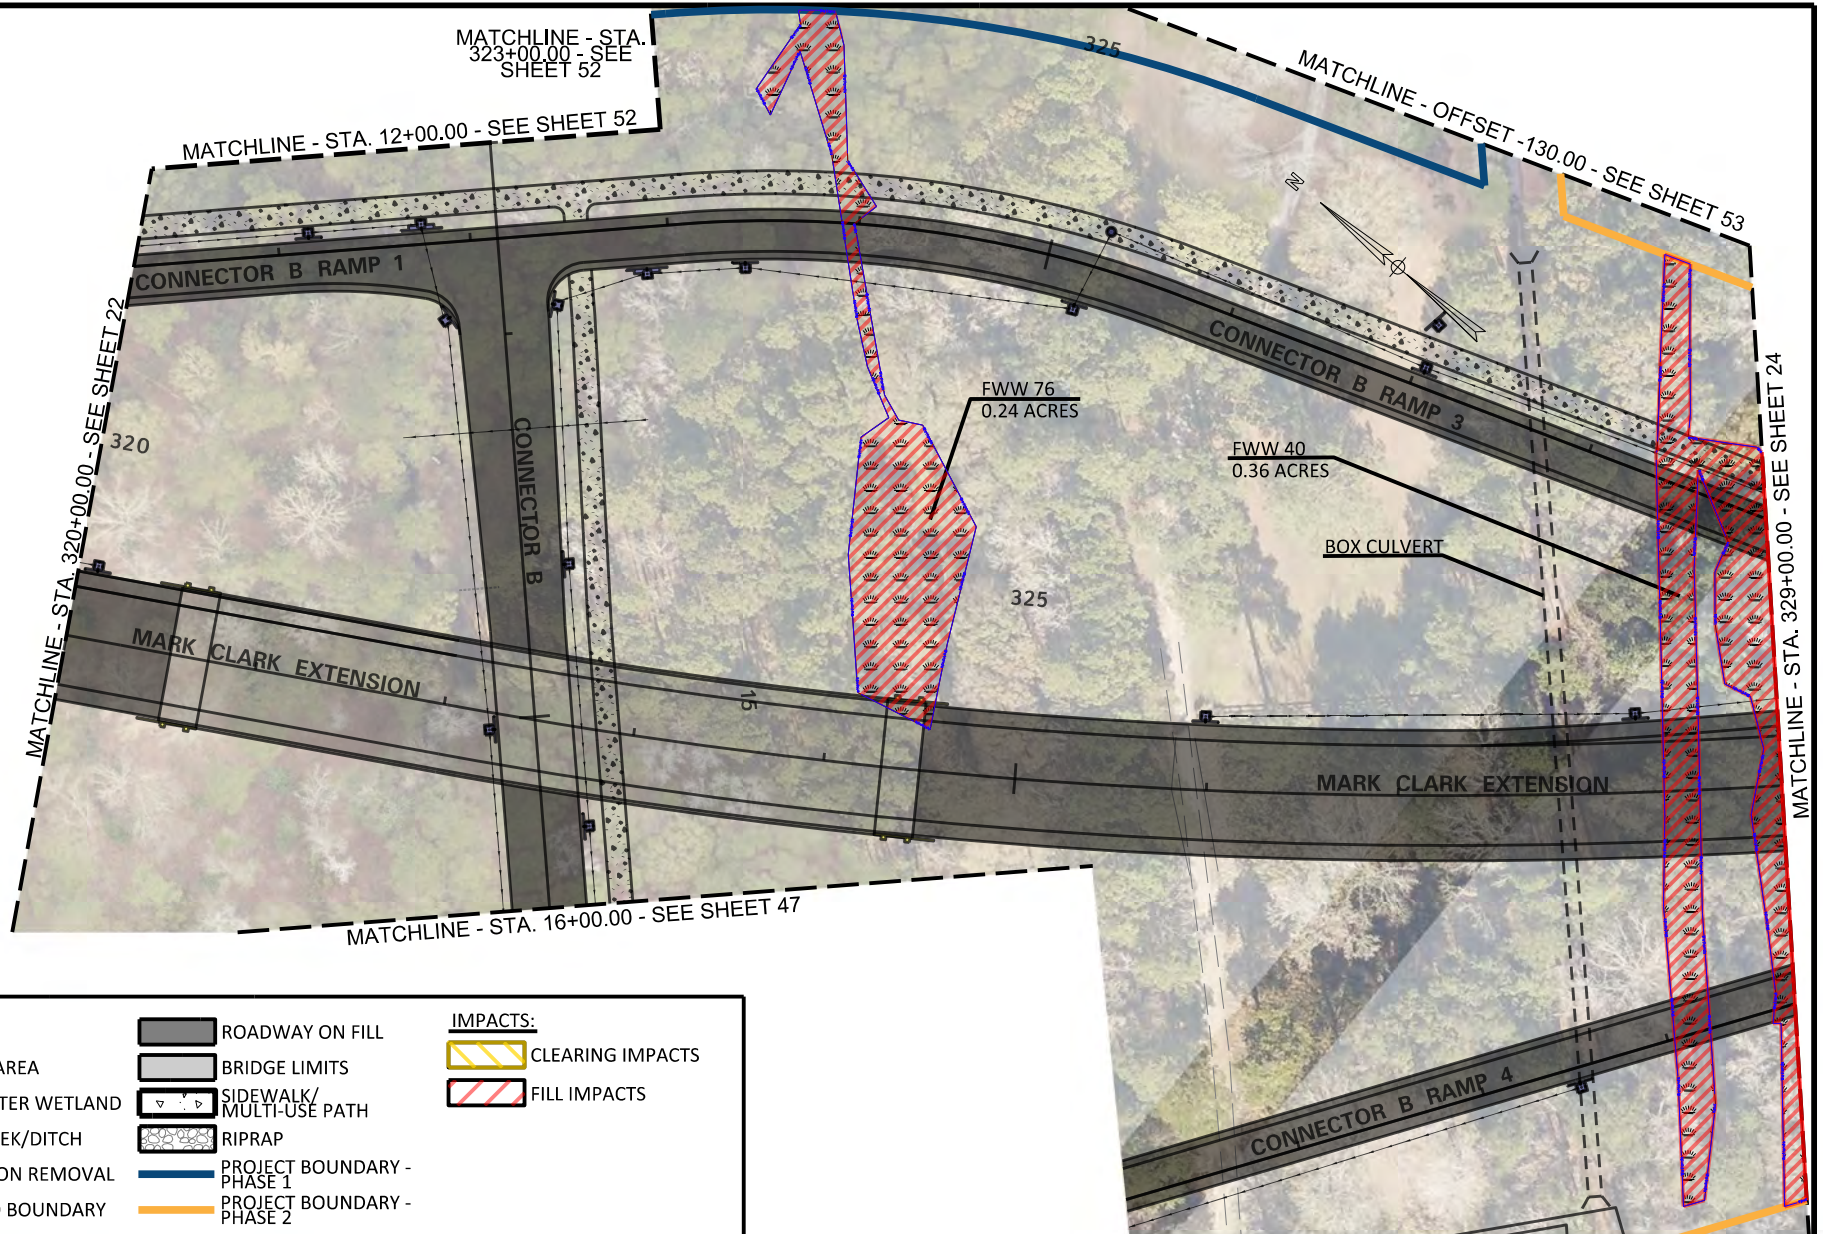 MATCHLINE - STA.
323+00.00 - SEE
SHEET 52
MATCHLINE - STA. 12+00.00 - SEE SHEET 52
325
MATCHLINE - OFFSET -130.00 - SEE SHEET 53
N
CONNECTOR B RAMP 1
MATCHLINE - STA. 320+00.00 - SEE SHEET 22
320
CONNECTOR B
CONNECTOR B RAMP 3
FWW 76
0.24 ACRES
FWW 40
0.36 ACRES
BOX CULVERT
325
MATCHLINE - STA. 329+00.00 - SEE SHEET 24
MARK CLARK EXTENSION
15
MARK CLARK EXTENSION
MATCHLINE - STA. 16+00.00 - SEE SHEET 47
CONNECTOR B RAMP 4
AREA
TER WETLAND
EK/DITCH
ON REMOVAL
BOUNDARY
ROADWAY ON FILL
BRIDGE LIMITS
SIDEWALK/
MULTI-USE PATH
RIPRAP
PROJECT BOUNDARY -
PHASE 1
PROJECT BOUNDARY -
PHASE 2
IMPACTS:
CLEARING IMPACTS
FILL IMPACTS